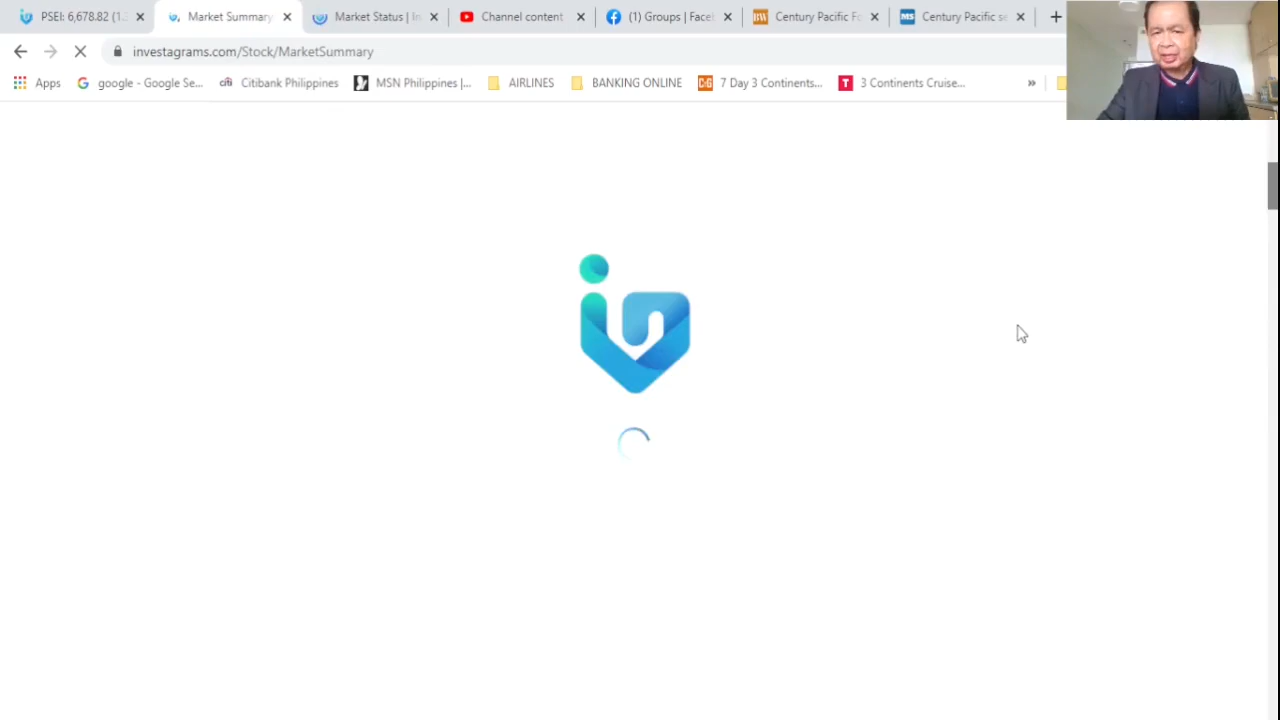 PSEI: 6,678.82 (1.
Market Summary
Market Status | In
Channel content
(1) Groups | Face
Century Pacific Fo
Century Pacific se
investagrams.com/Stock/MarketSummary
Apps
google - Google Se...
Citibank Philippines
MSN Philippines |...
AIRLINES
BANKING ONLINE
7 Day 3 Continents...
3 Continents Cruise...
»